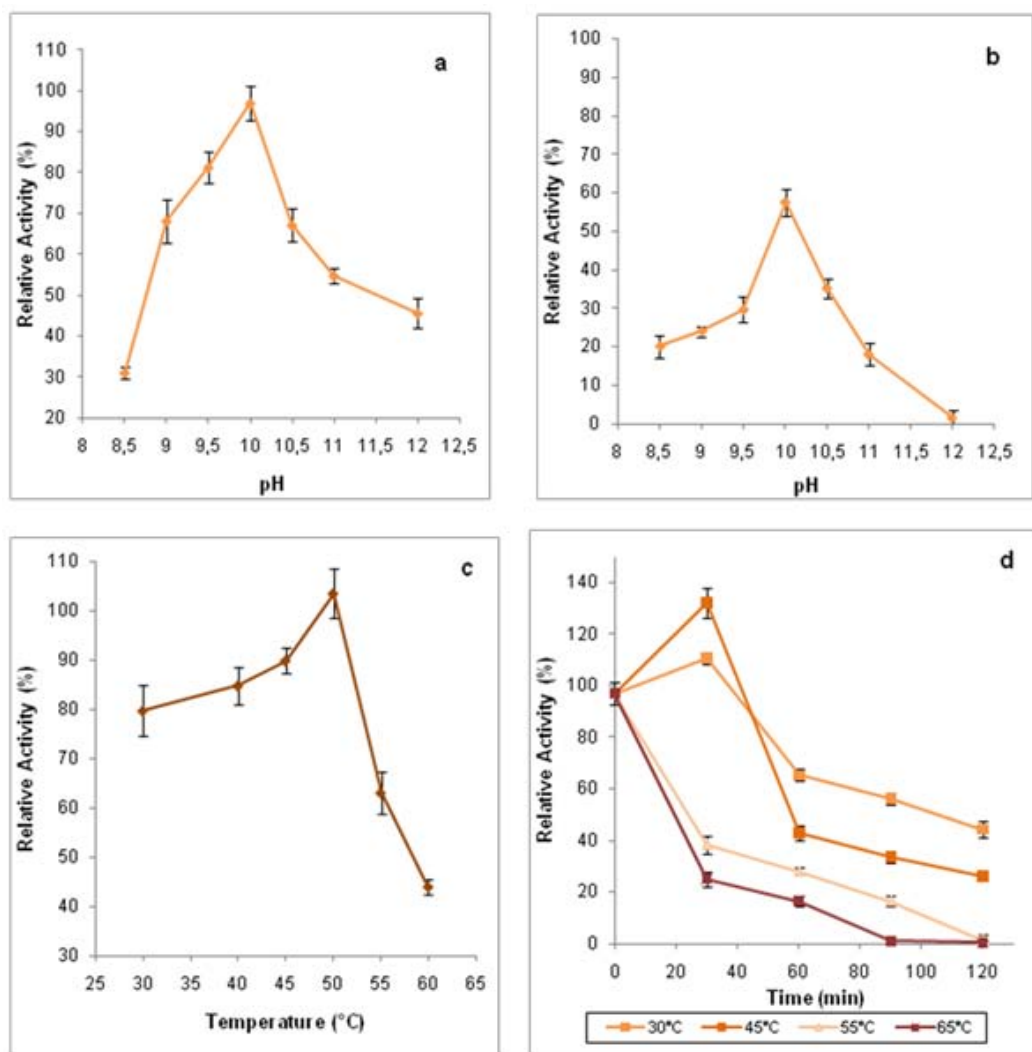 a
110
100
90
80
70
60
50
40
30
20
Relative Activity (%)
8 8,5 9 9,5 10 10,5 11 11,5 12 12,5
pH
b
100
90
80
70
60
50
40
30
20
10
0
Relative Activity (%)
8 8,5 9 9,5 10 10,5 11 11,5 12 12,5
pH
c
110
100
90
80
70
60
50
40
30
Relative Activity (%)
25 30 35 40 45 50 55 60 65
Temperature (°C)
d
140
120
100
80
60
40
20
0
Relative Activity (%)
0 20 40 60 80 100 120
Time (min)
30°C 45°C 55°C 65°C